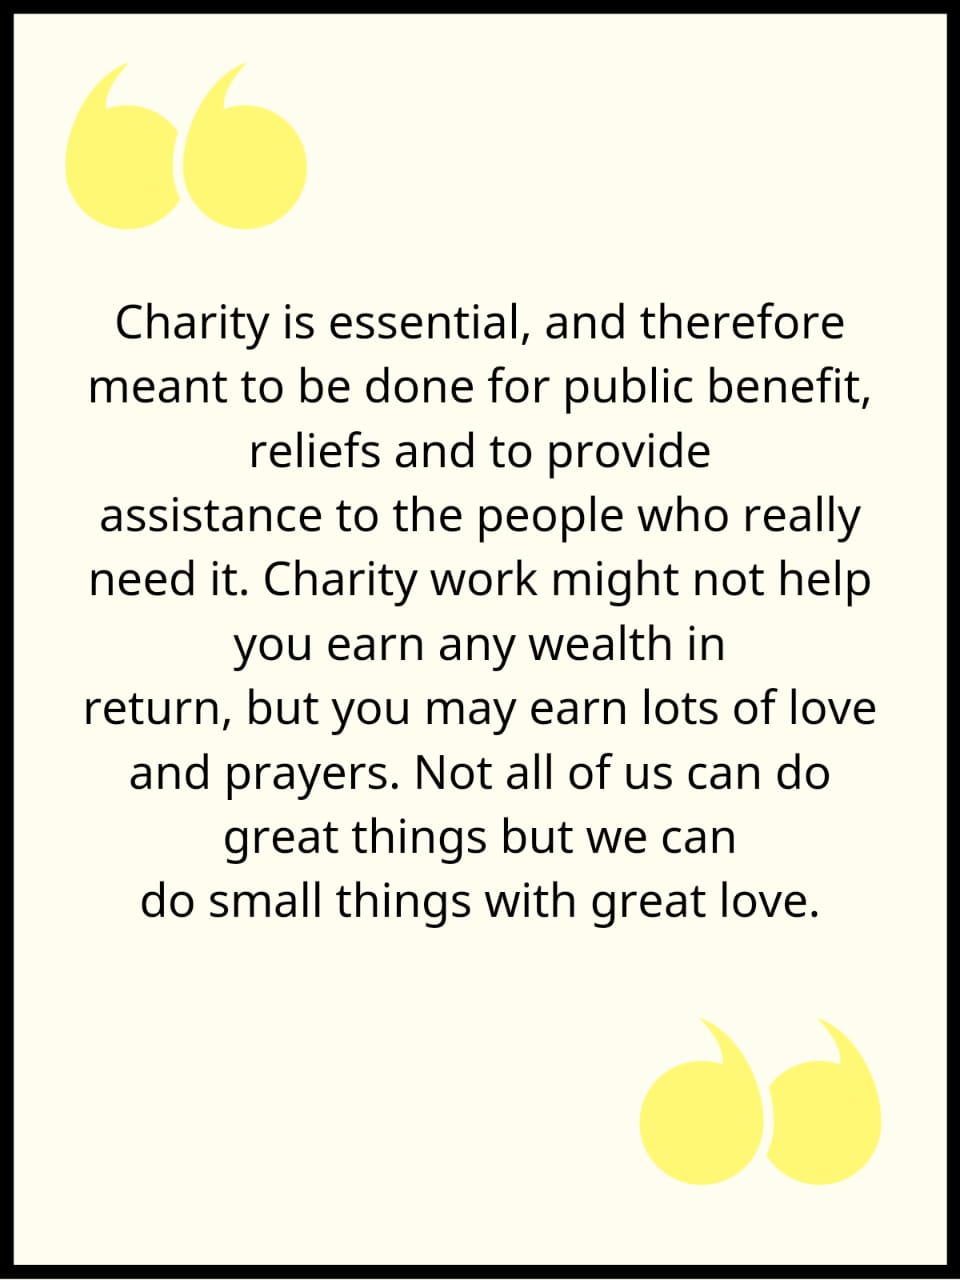 Charity is essential, and therefore
meant to be done for public benefit,
reliefs and to provide
assistance to the people who really
need it. Charity work might not help
you earn any wealth in
return, but you may earn lots of love
and prayers. Not all of us can do
great things but we can
do small things with great love.